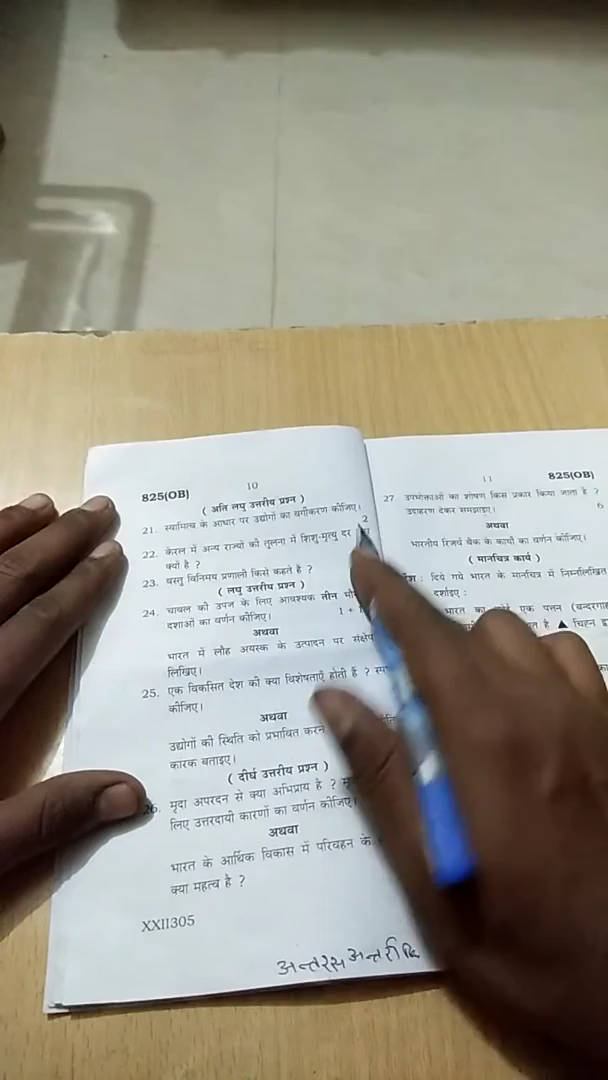 10
825(OB)
( अति लघु उत्तरीय प्रश्न )
21. स्वामित्व के आधार पर उद्योगों का वर्गीकरण कीजिए।
2
22. केरल में अन्य राज्यों की तुलना में शिशु-मृत्यु दर
क्यों है ?
23. वस्तु विनिमय प्रणाली किसे कहते है ?
( लघु उत्तरीय प्रश्न )
24. चावल की उपज के लिए आवश्यक तीन
दशाओं का वर्णन कीजिए। 1 +
अथवा
भारत में लौह अयस्क के उत्पादन पर
लिखिए।
25. एक विकसित देश की क्या विशेषताएँ होती हैं ?
कीजिए।
अथवा
उद्योगों की स्थिति को प्रभावित करने
कारक बताइए।
( दीर्घ उत्तरीय प्रश्न )
26. मृदा अपरदन से क्या अभिप्राय है ?
लिए उत्तरदायी कारणों का वर्णन कीजिए।
अथवा
भारत के आर्थिक विकास में परिवहन के
क्या महत्व है ?
XXII305
11
825(OB)
27. उपभोक्ताओं का शोषण किस प्रकार किया जाता है ?
उदाहरण देकर समझाइए। 6
अथवा
भारतीय रिजर्व बैंक के कार्यों का वर्णन कीजिए।
( मानचित्र कार्य )
: दिये गये भारत के मानचित्र में निम्नलिखित
दर्शाइए :
भारत का एक पत्तन
▲ चिह्न